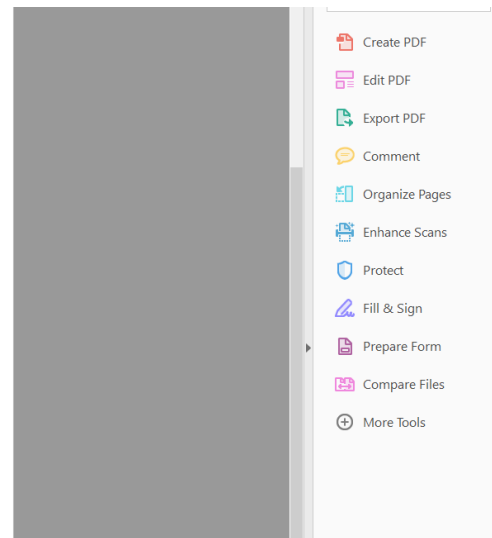 Create PDF
Edit PDF
Export PDF
Comment
Organize Pages
Enhance Scans
Protect
Fill & Sign
Prepare Form
Compare Files
More Tools